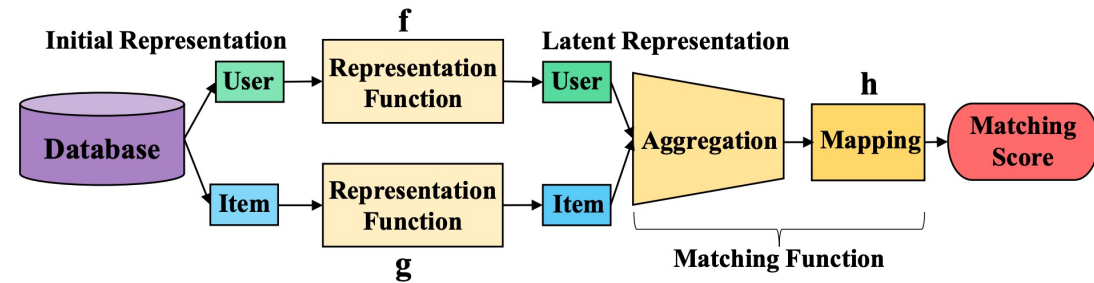 f
Initial Representation
Latent Representation
User
Representation
Function
User
h
Database
Aggregation
Mapping
Matching
Score
Item
Representation
Function
Item
g
Matching Function